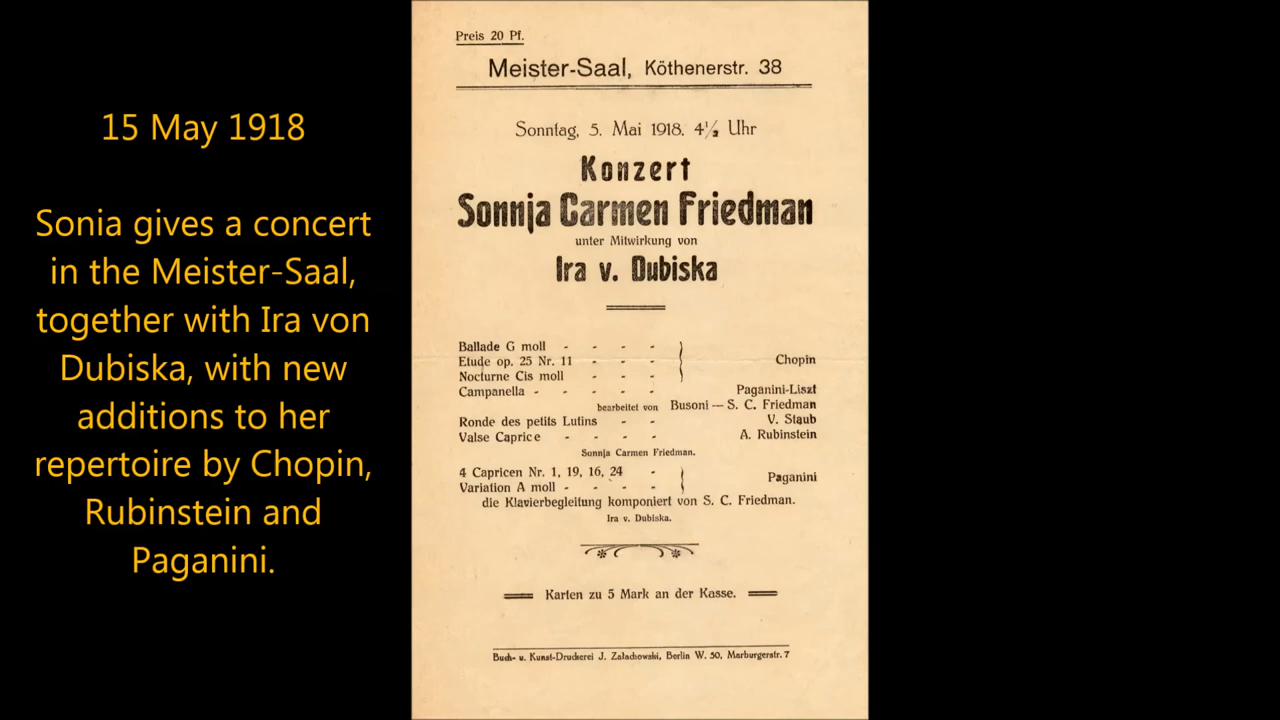 15 May 1918
Sonia gives a concert
in the Meister-Saal,
together with Ira von
Dubiska, with new
additions to her
repertoire by Chopin,
Rubinstein and
Paganini.
Preis 20 Pf.
Meister-Saal, Köthenerstr. 38
Sonntag, 5. Mai 1918. 4½ Uhr
Konzert
Sonnja Carmen Friedman
unter Mitwirkung von
Ira v. Dubiska
Ballade G moll - - - -
Etude op. 25 Nr. 11 - - - Chopin
Nocturne Cis moll - - - -
Campanella - - - - - Paganini-Liszt
bearbeitet von Busoni — S. C. Friedman
Ronde des petits Lutins - - V. Staub
Valse Caprice - - - - A. Rubinstein
Sonnja Carmen Friedman.
4 Capricen Nr. 1, 19, 16, 24 - Paganini
Variation A moll - - - -
die Klavierbegleitung komponiert von S. C. Friedman.
Ira v. Dubiska.
Karten zu 5 Mark an der Kasse.
Buch- u. Kunst-Druckerei J. Zalachowski, Berlin W. 50, Marburgerstr. 7